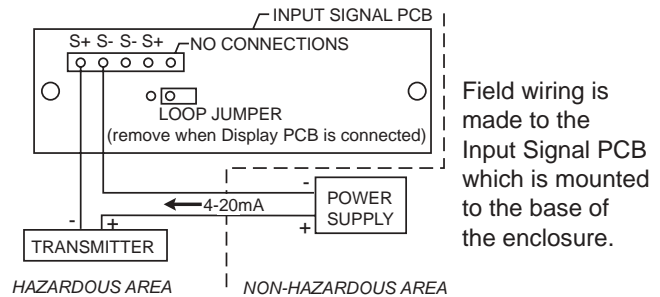 INPUT SIGNAL PCB
S+ S- S- S+
NO CONNECTIONS
LOOP JUMPER
(remove when Display PCB is connected)
Field wiring is
made to the
Input Signal PCB
which is mounted
to the base of
the enclosure.
-
4-20mA
POWER
SUPPLY
+
- +
TRANSMITTER
HAZARDOUS AREA
NON-HAZARDOUS AREA